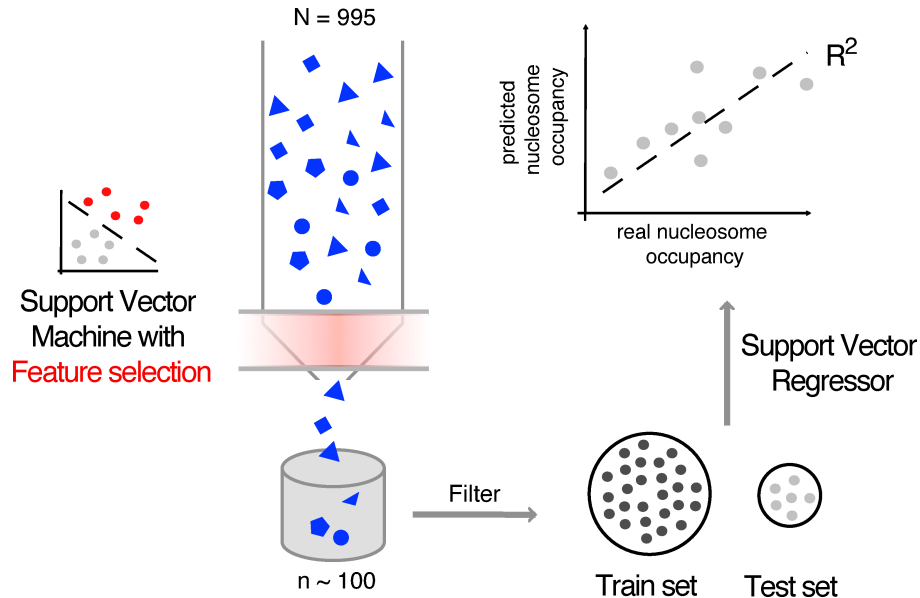 N = 995
Support Vector
Machine with
Feature selection
n ~ 100
Filter
Train set
Test set
Support Vector
Regressor
predicted
nucleosome
occupancy
R²
real nucleosome
occupancy